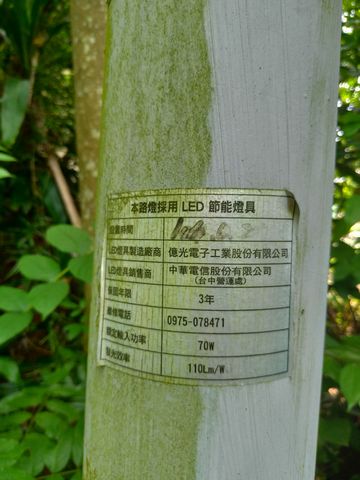 本路燈採用 LED 節能燈具
設置時間
LED燈具製造廠商 億光電子工業股份有限公司
LED燈具銷售商 中華電信股份有限公司
(台中營運處)
保固年限 3年
維修電話 0975-078471
額定輸入功率 70W
發光效率 110Lm/W